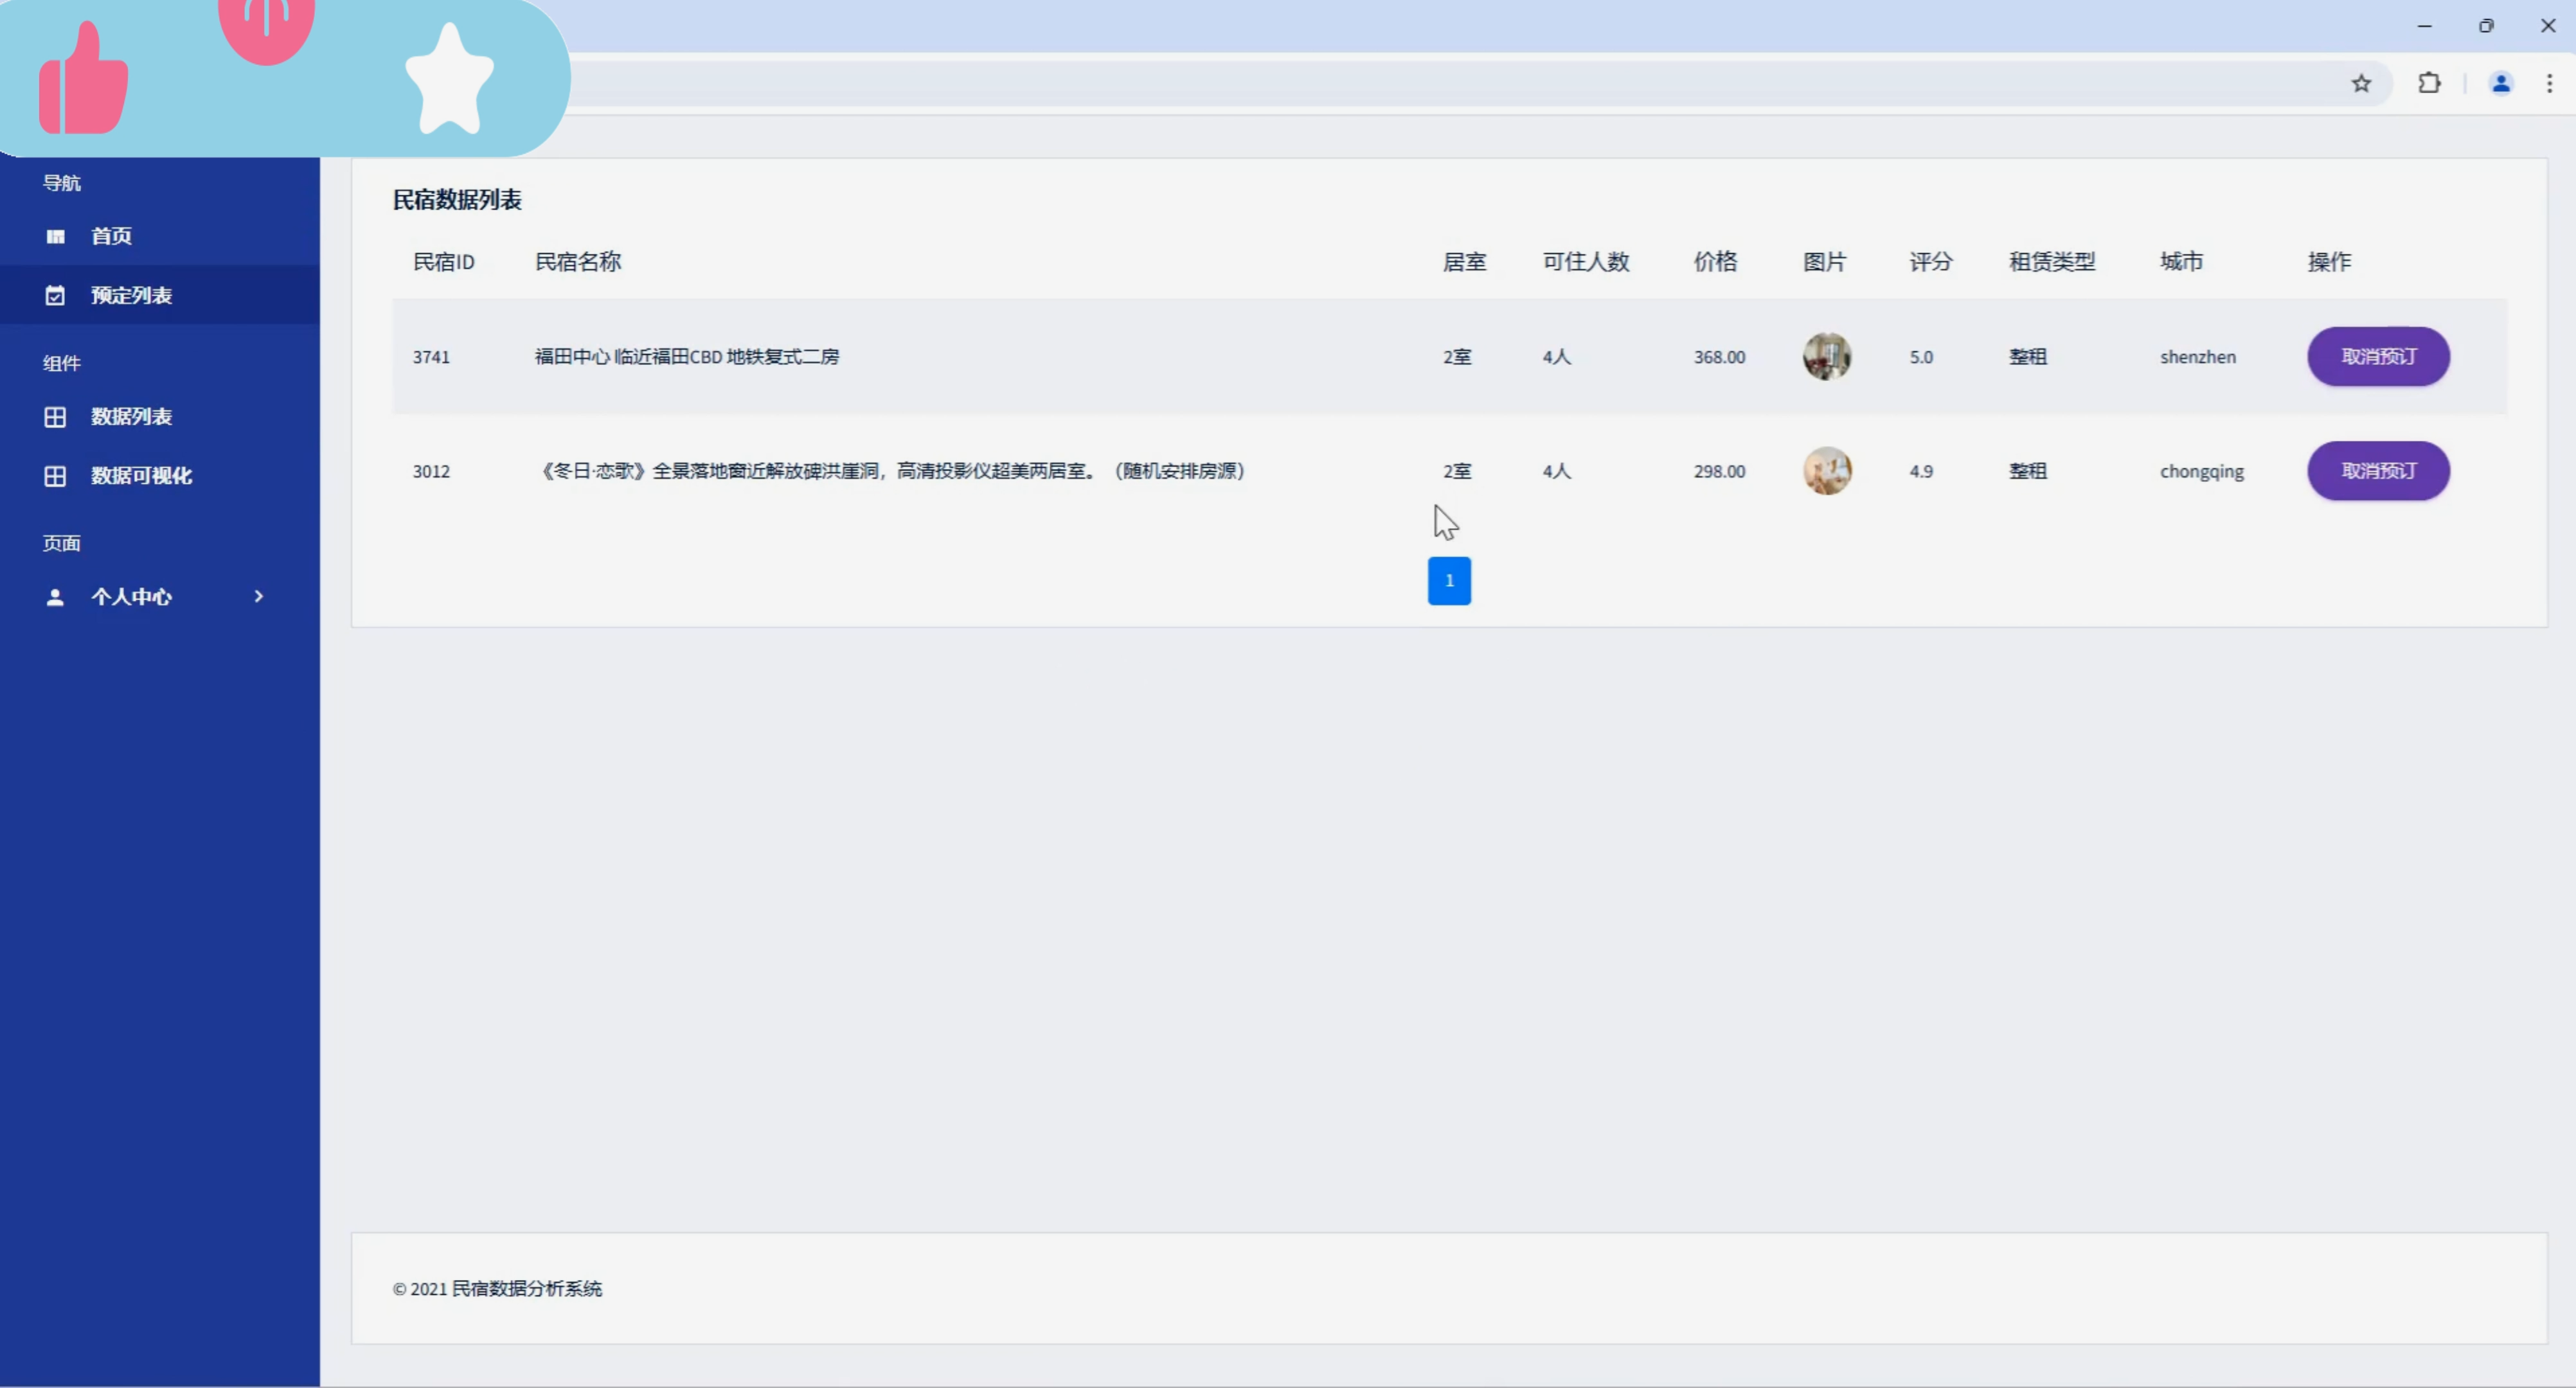 导航
首页
预定列表
组件
数据列表
数据可视化
页面
个人中心
民宿数据列表
民宿ID 民宿名称 居室 可住人数 价格 图片 评分 租赁类型 城市 操作
3741 福田中心 临近福田CBD 地铁复式二房 2室 4人 368.00 5.0 整租 shenzhen 取消预订
3012 《冬日·恋歌》全景落地窗近解放碑洪崖洞，高清投影仪超美两居室。（随机安排房源） 2室 4人 298.00 4.9 整租 chongqing 取消预订
1
© 2021 民宿数据分析系统